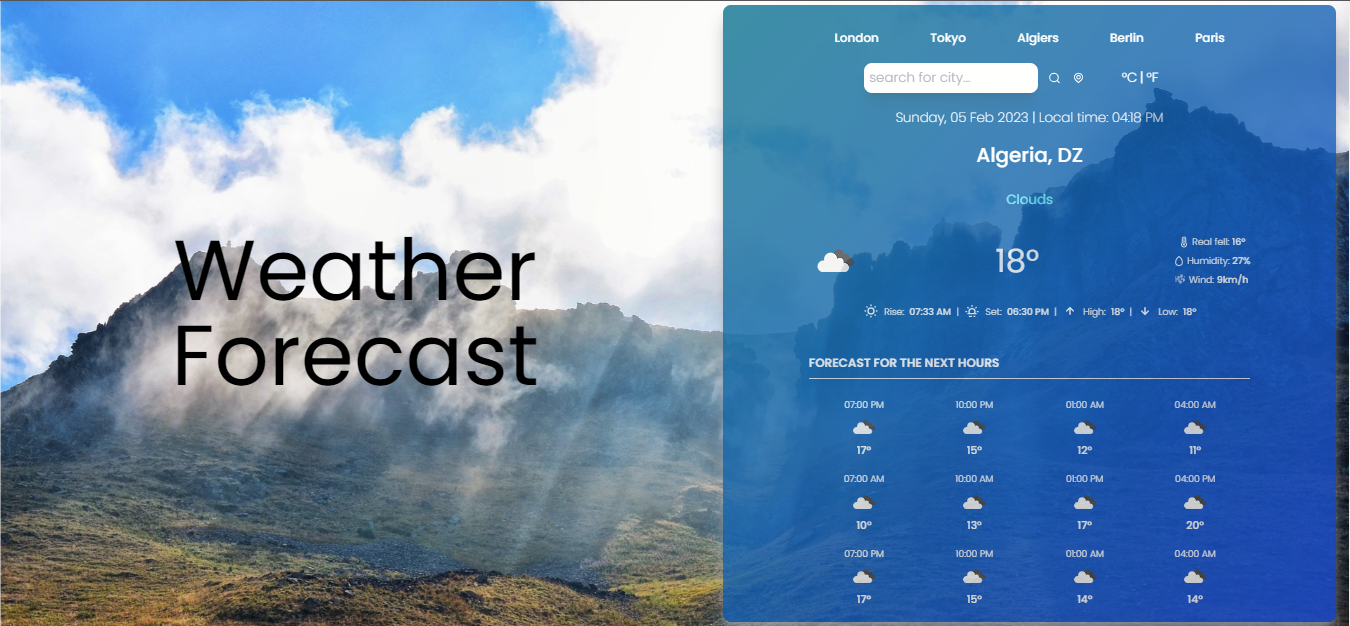 Weather
Forecast
London Tokyo Algiers Berlin Paris
search for city...
°C | °F
Sunday, 05 Feb 2023 | Local time: 04:18 PM
Algeria, DZ
Clouds
18°
Real fell: 16°
Humidity: 27%
Wind: 9km/h
Rise: 07:33 AM | Set: 06:30 PM | High: 18° | Low: 18°
FORECAST FOR THE NEXT HOURS
07:00 PM 10:00 PM 01:00 AM 04:00 AM
17° 15° 12° 11°
07:00 AM 10:00 AM 01:00 PM 04:00 PM
10° 13° 17° 20°
07:00 PM 10:00 PM 01:00 AM 04:00 AM
17° 15° 14° 14°